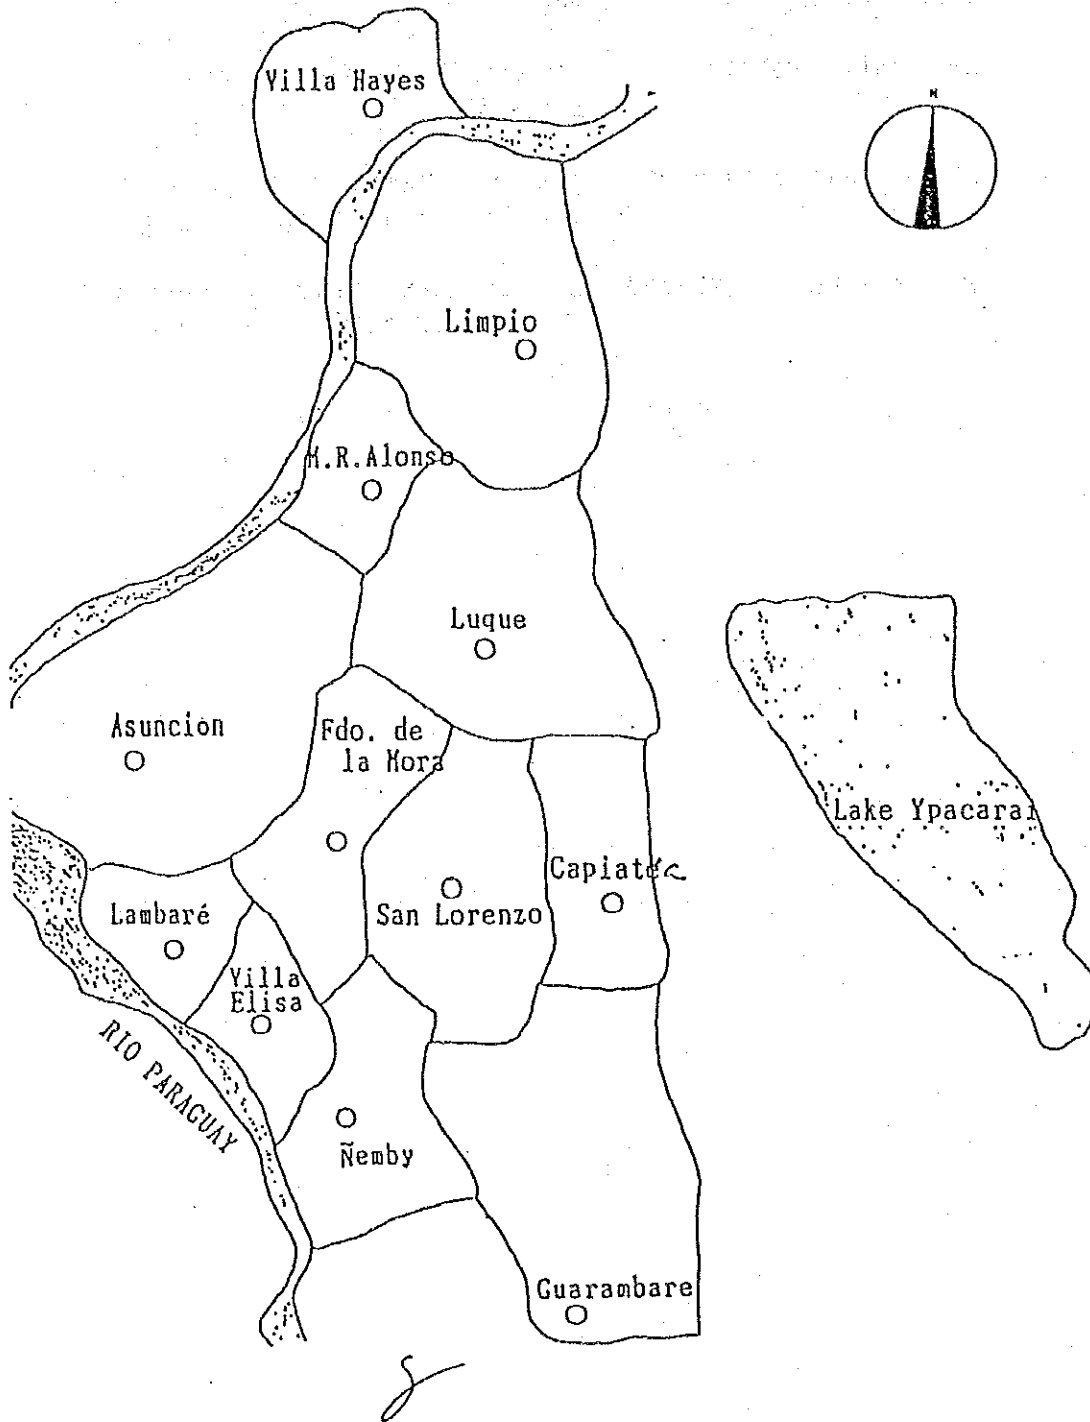 Villa Hayes
N
Limpio
M.R.Alonso
Luque
Asunción
Fdo. de
la Mora
Lake Ypacarai
Capiatá
Lambaré
San Lorenzo
Villa
Elisa
RIO PARAGUAY
Ñemby
Guarambare